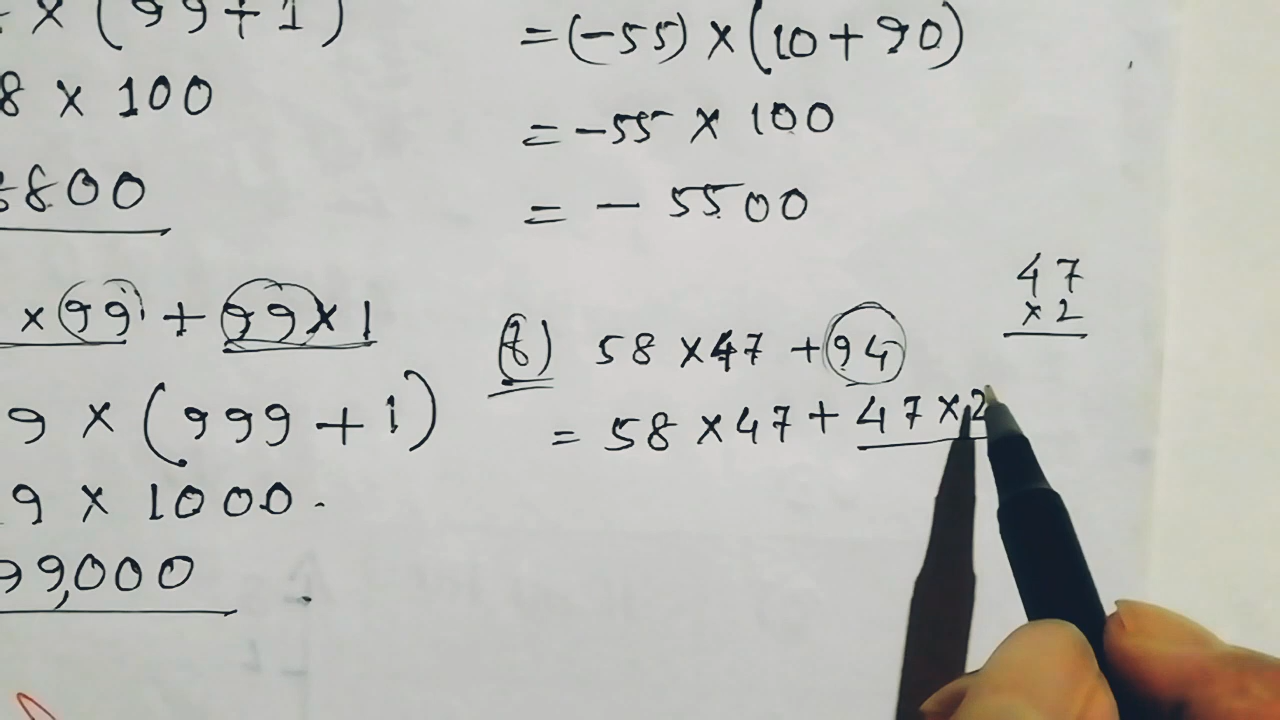 × (99+1)
8 × 100
800
× 99 + 99 × 1
9 × (999 + 1)
9 × 1000
99,000
= (-55) × (10 + 90)
= -55 × 100
= - 5500
47
×2
58 × 47 + 94
= 58 × 47 + 47 × 2